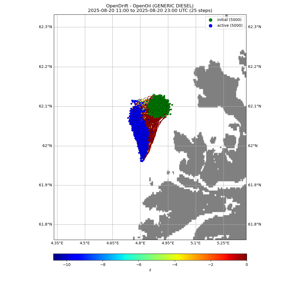 OpenDrift - OpenOil (GENERIC DIESEL)
2025-08-20 11:00 to 2025-08-20 23:00 UTC (25 steps)
initial (5000)
active (5000)
62.3°N
62.3°N
62.2°N
62.2°N
62.1°N
62.1°N
62°N
62°N
61.9°N
61.9°N
61.8°N
61.8°N
4.35°E
4.5°E
4.65°E
4.8°E
4.95°E
5.1°E
5.25°E
−10
−8
−6
−4
−2
0
z